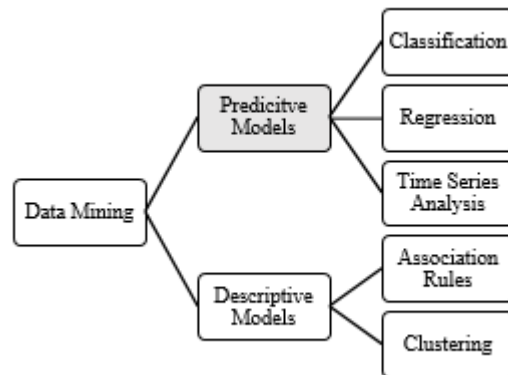 Data Mining
Predicitve
Models
Classification
Regression
Time Series
Analysis
Descriptive
Models
Association
Rules
Clustering